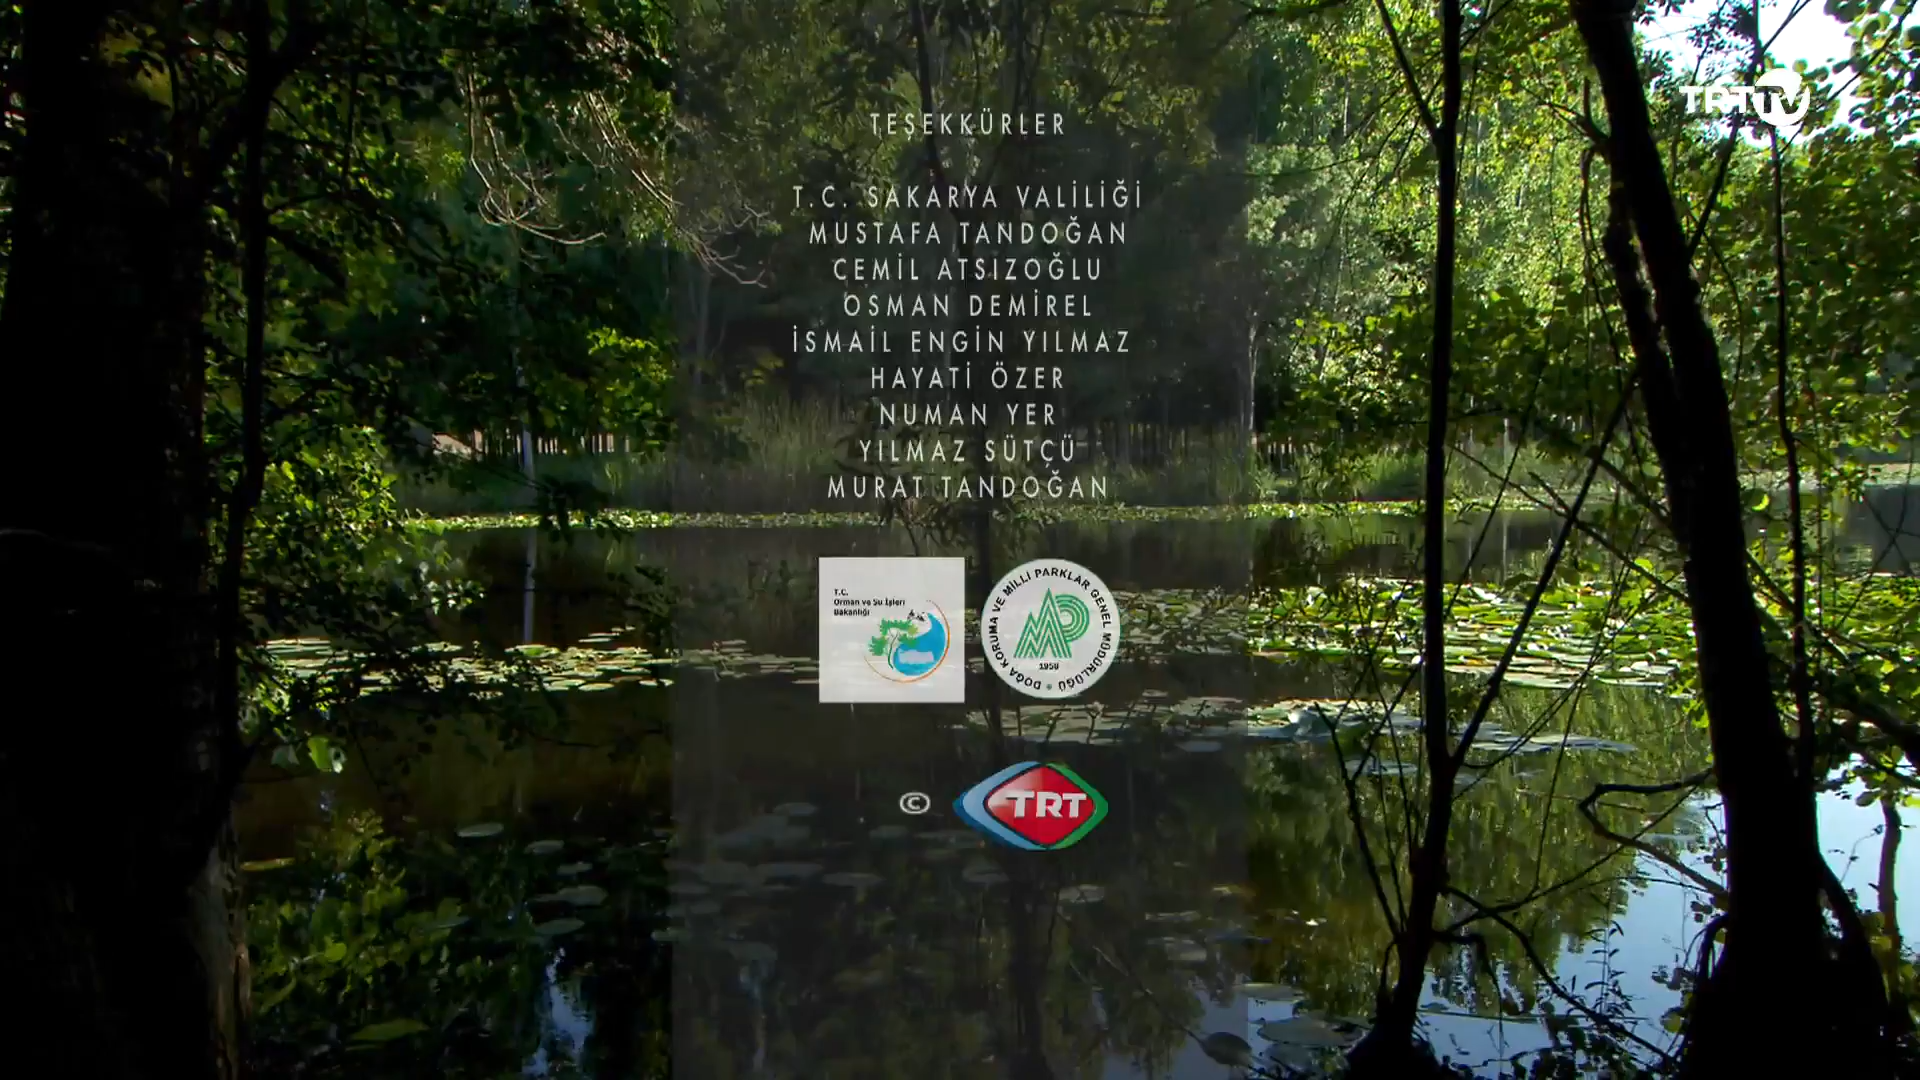 TRT TV
TEŞEKKÜRLER
T.C. SAKARYA VALİLİĞİ
MUSTAFA TANDOĞAN
CEMİL ATSIZOĞLU
OSMAN DEMİREL
İSMAİL ENGİN YILMAZ
HAYATİ ÖZER
NUMAN YER
YILMAZ SÜTÇÜ
MURAT TANDOĞAN
T.C.
Orman ve Su İşleri
Bakanlığı
DOĞA KORUMA VE MİLLİ PARKLAR GENEL MÜDÜRLÜĞÜ
MP
1958
© TRT